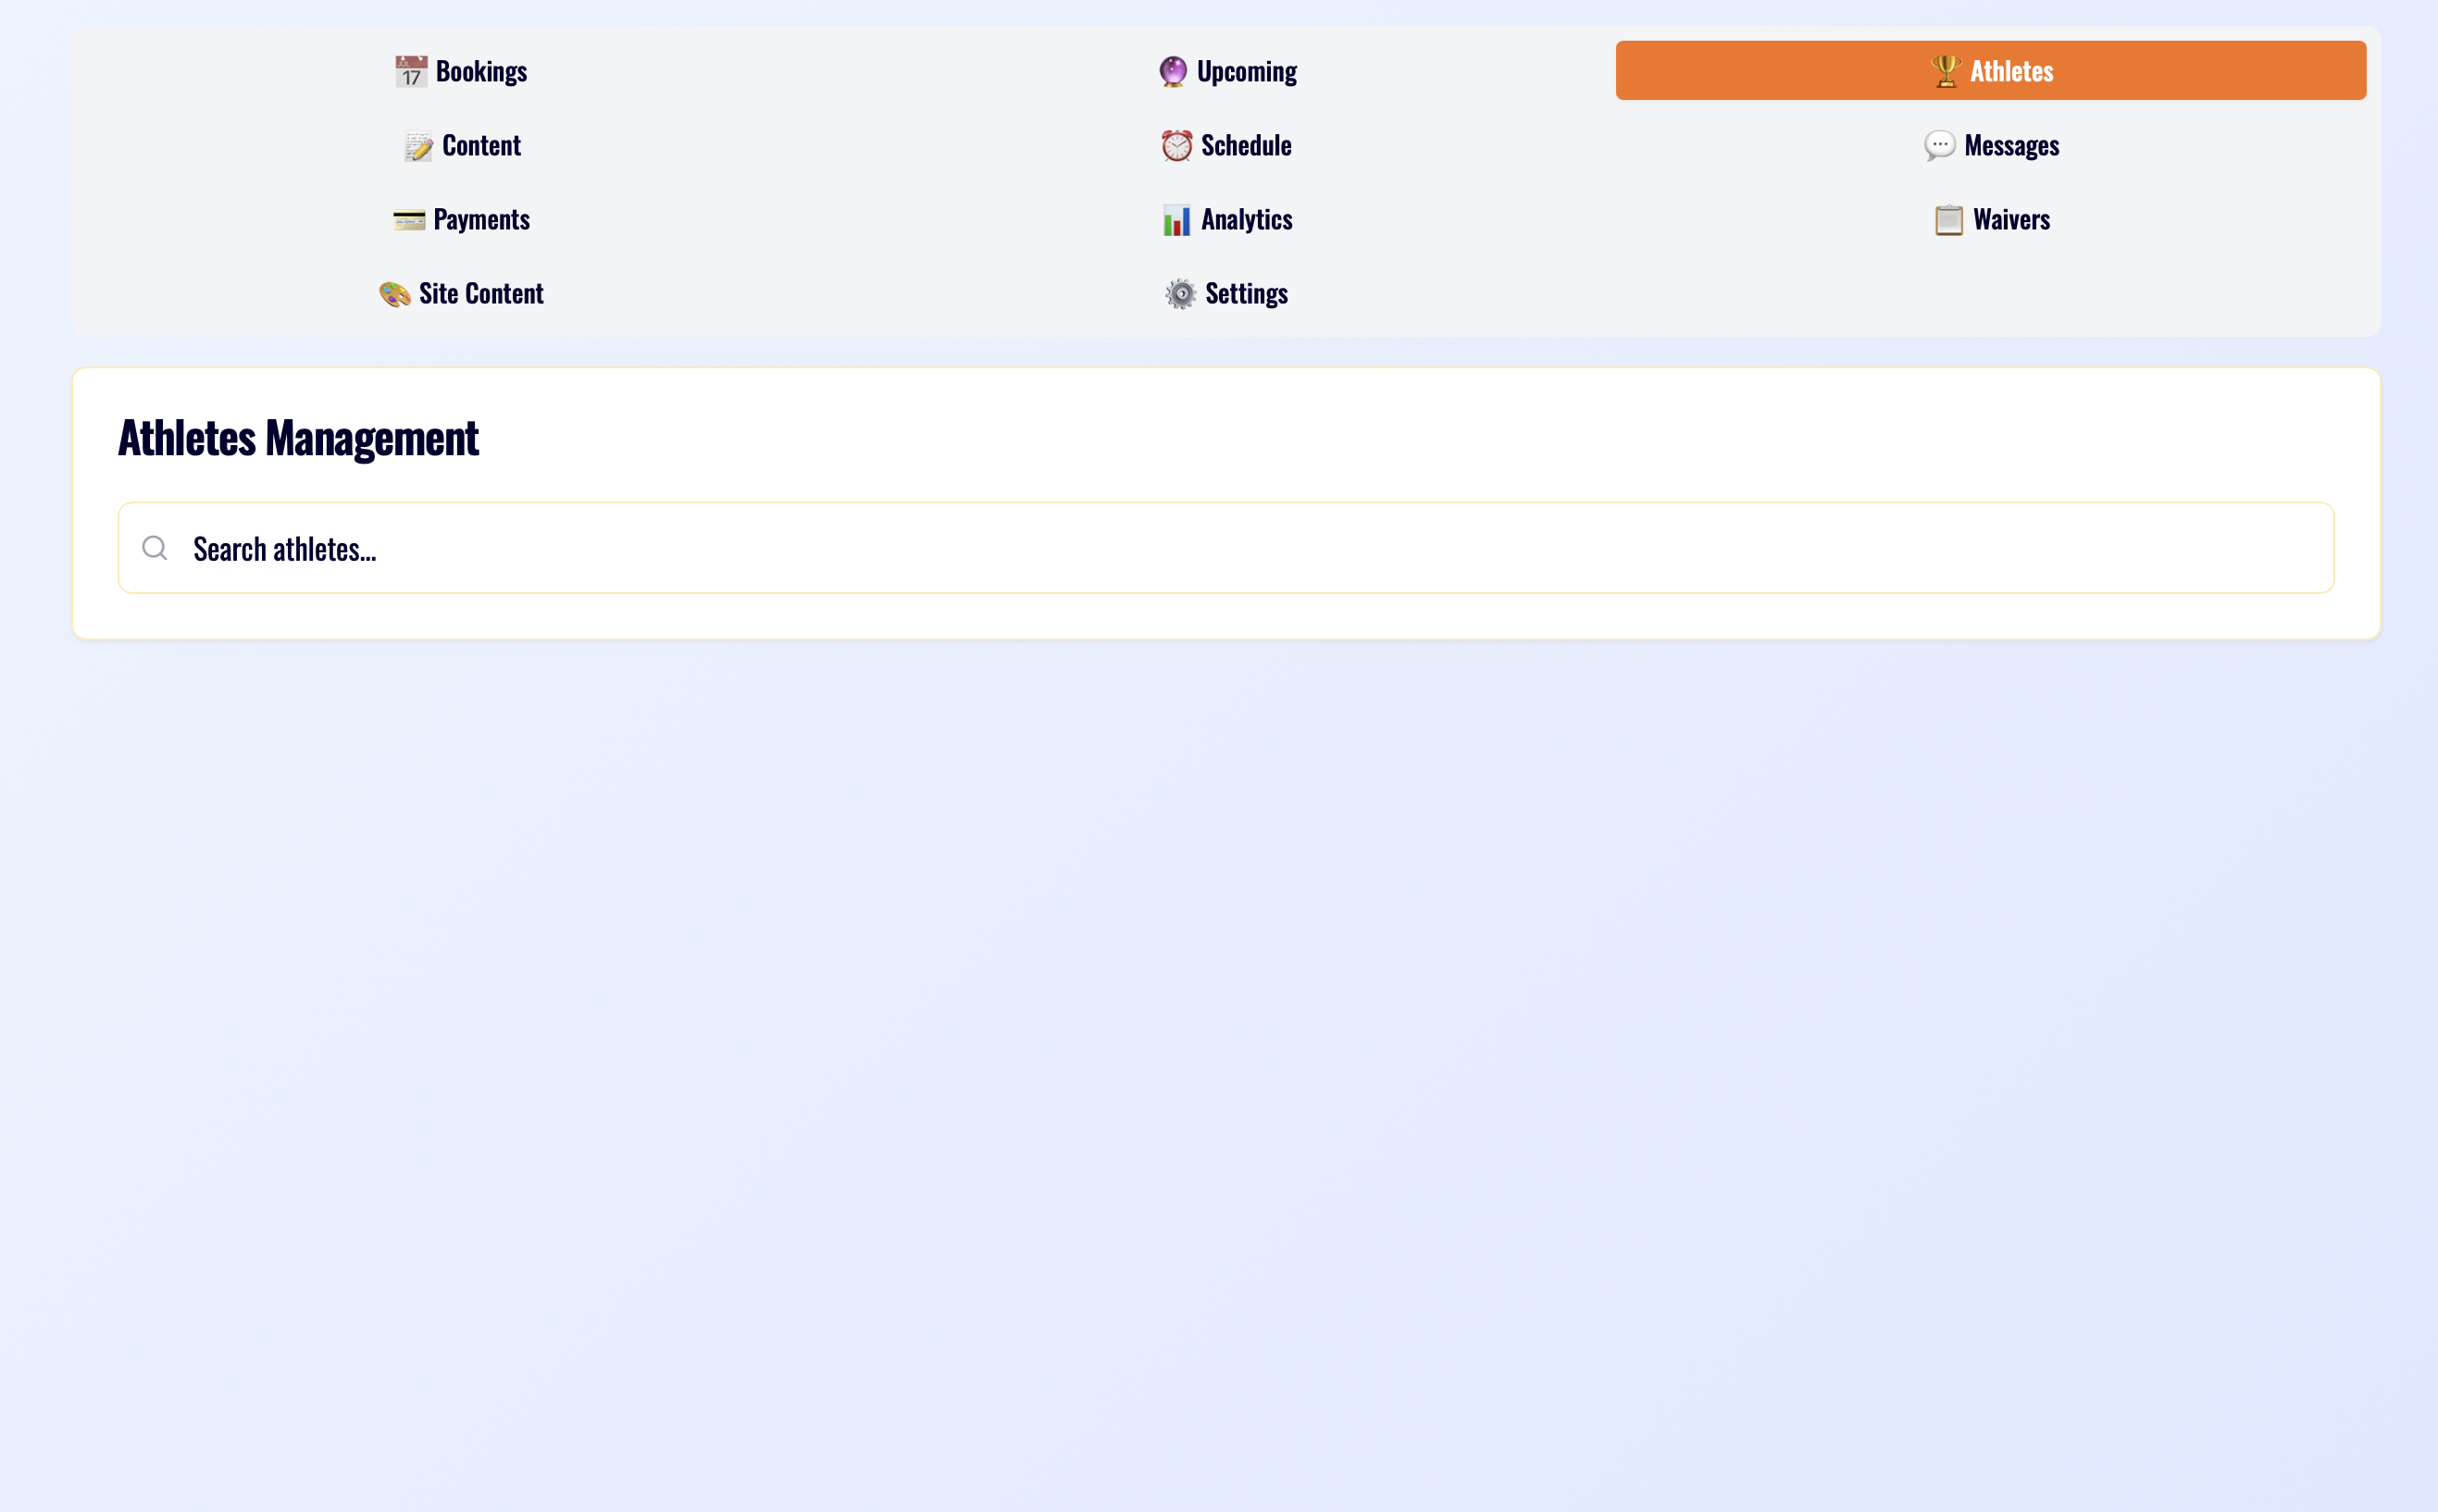 Bookings
Upcoming
Athletes
Content
Schedule
Messages
Payments
Analytics
Waivers
Site Content
Settings
Athletes Management
Search athletes...